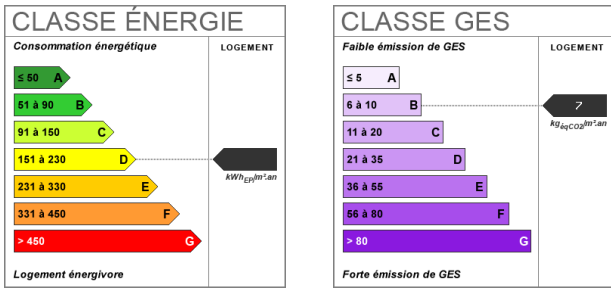 CLASSE ÉNERGIE
Consommation énergétique
LOGEMENT
≤ 50 A
51 à 90 B
91 à 150 C
151 à 230 D
kWhEP/m².an
231 à 330 E
331 à 450 F
> 450 G
Logement énergivore
CLASSE GES
Faible émission de GES
LOGEMENT
≤ 5 A
6 à 10 B
7
kgéqCO2/m².an
11 à 20 C
21 à 35 D
36 à 55 E
56 à 80 F
> 80 G
Forte émission de GES